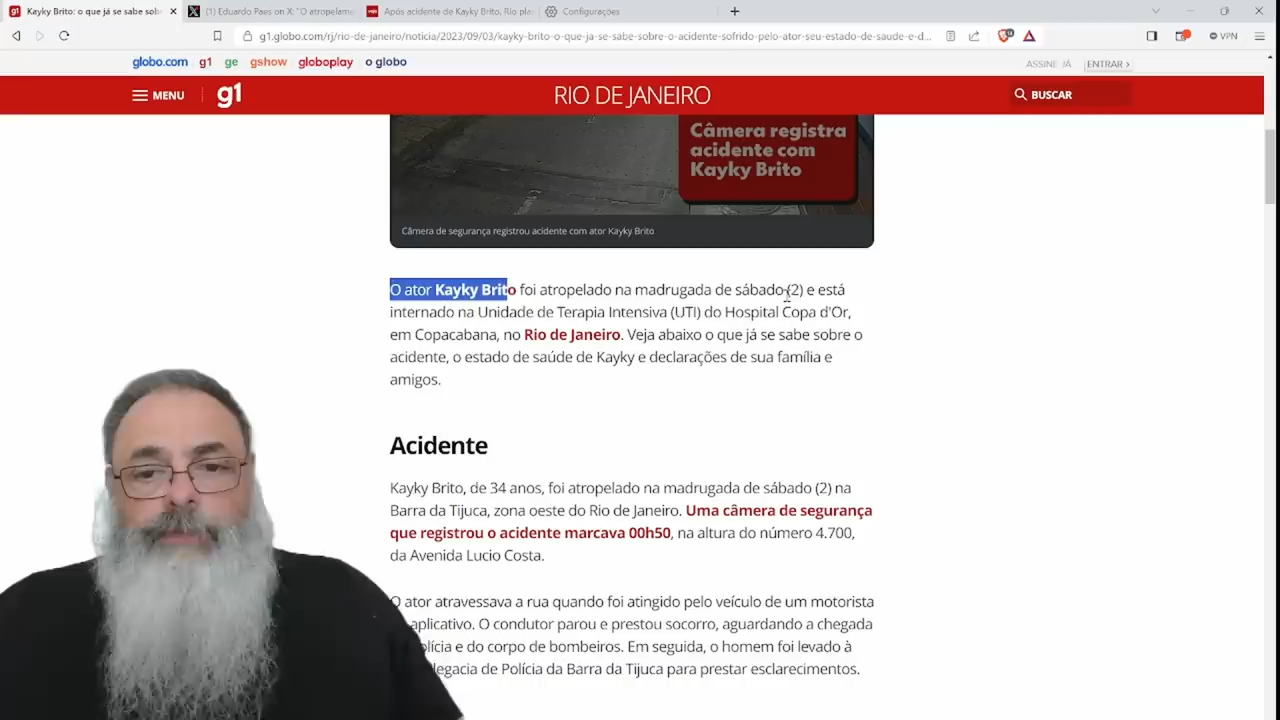 Kayky Brito: o que já se sabe sob
(1) Eduardo Paes on X: "O atropelame
Após acidente de Kayky Brito, Rio pla
Configurações
g1.globo.com/rj/rio-de-janeiro/noticia/2023/09/03/kayky-brito-o-que-ja-se-sabe-sobre-o-acidente-sofrido-pelo-ator-seu-estado-de-saude-e-d...
VPN
globo.com g1 ge gshow globoplay o globo
ASSINE JÁ ENTRAR ›
MENU g1 RIO DE JANEIRO BUSCAR
Câmera registra
acidente com
Kayky Brito
Câmera de segurança registrou acidente com ator Kayky Brito
O ator Kayky Brito foi atropelado na madrugada de sábado (2) e está
internado na Unidade de Terapia Intensiva (UTI) do Hospital Copa d'Or,
em Copacabana, no Rio de Janeiro. Veja abaixo o que já se sabe sobre o
acidente, o estado de saúde de Kayky e declarações de sua família e
amigos.
Acidente
Kayky Brito, de 34 anos, foi atropelado na madrugada de sábado (2) na
Barra da Tijuca, zona oeste do Rio de Janeiro. Uma câmera de segurança
que registrou o acidente marcava 00h50, na altura do número 4.700,
da Avenida Lucio Costa.
O ator atravessava a rua quando foi atingido pelo veículo de um motorista
aplicativo. O condutor parou e prestou socorro, aguardando a chegada
olícia e do corpo de bombeiros. Em seguida, o homem foi levado à
legacia de Polícia da Barra da Tijuca para prestar esclarecimentos.